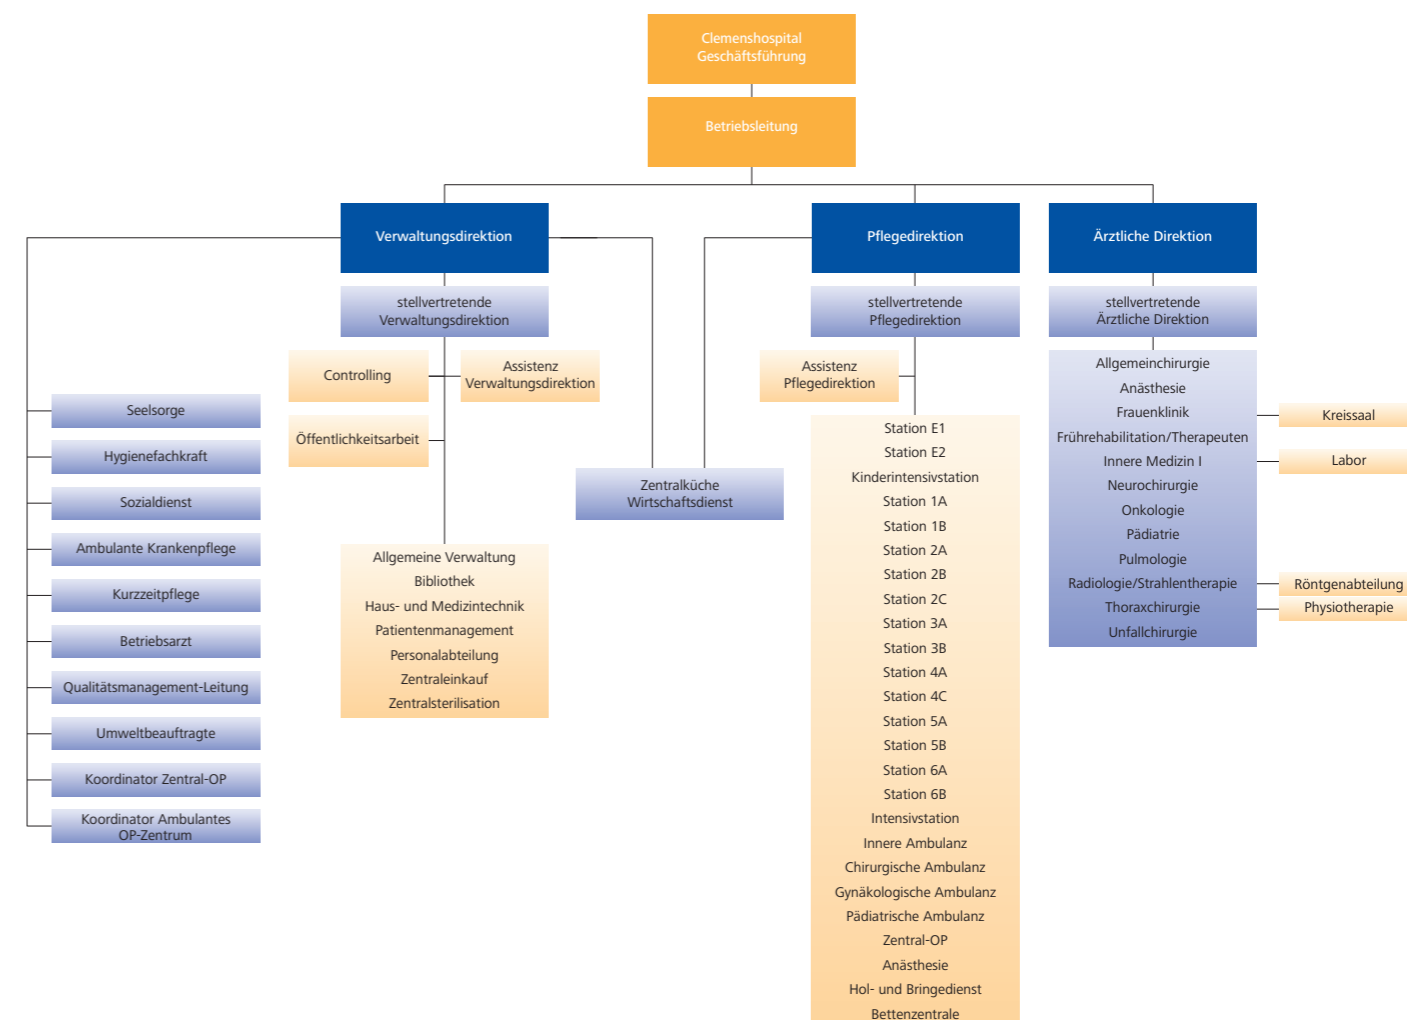 Clemenshospital
Geschäftsführung
Betriebsleitung
Verwaltungsdirektion
Pflegedirektion
Ärztliche Direktion
stellvertretende
Verwaltungsdirektion
stellvertretende
Pflegedirektion
stellvertretende
Ärztliche Direktion
Controlling
Assistenz
Verwaltungsdirektion
Öffentlichkeitsarbeit
Assistenz
Pflegedirektion
Seelsorge
Hygienefachkraft
Sozialdienst
Ambulante Krankenpflege
Kurzzeitpflege
Betriebsarzt
Qualitätsmanagement-Leitung
Umweltbeauftragte
Koordinator Zentral-OP
Koordinator Ambulantes
OP-Zentrum
Allgemeine Verwaltung
Bibliothek
Haus- und Medizintechnik
Patientenmanagement
Personalabteilung
Zentraleinkauf
Zentralsterilisation
Zentralküche
Wirtschaftsdienst
Station E1
Station E2
Kinderintensivstation
Station 1A
Station 1B
Station 2A
Station 2B
Station 2C
Station 3A
Station 3B
Station 4A
Station 4C
Station 5A
Station 5B
Station 6A
Station 6B
Intensivstation
Innere Ambulanz
Chirurgische Ambulanz
Gynäkologische Ambulanz
Pädiatrische Ambulanz
Zentral-OP
Anästhesie
Hol- und Bringedienst
Bettenzentrale
Allgemeinchirurgie
Anästhesie
Frauenklinik
Frührehabilitation/Therapeuten
Innere Medizin I
Neurochirurgie
Onkologie
Pädiatrie
Pulmologie
Radiologie/Strahlentherapie
Thoraxchirurgie
Unfallchirurgie
Kreissaal
Labor
Röntgenabteilung
Physiotherapie